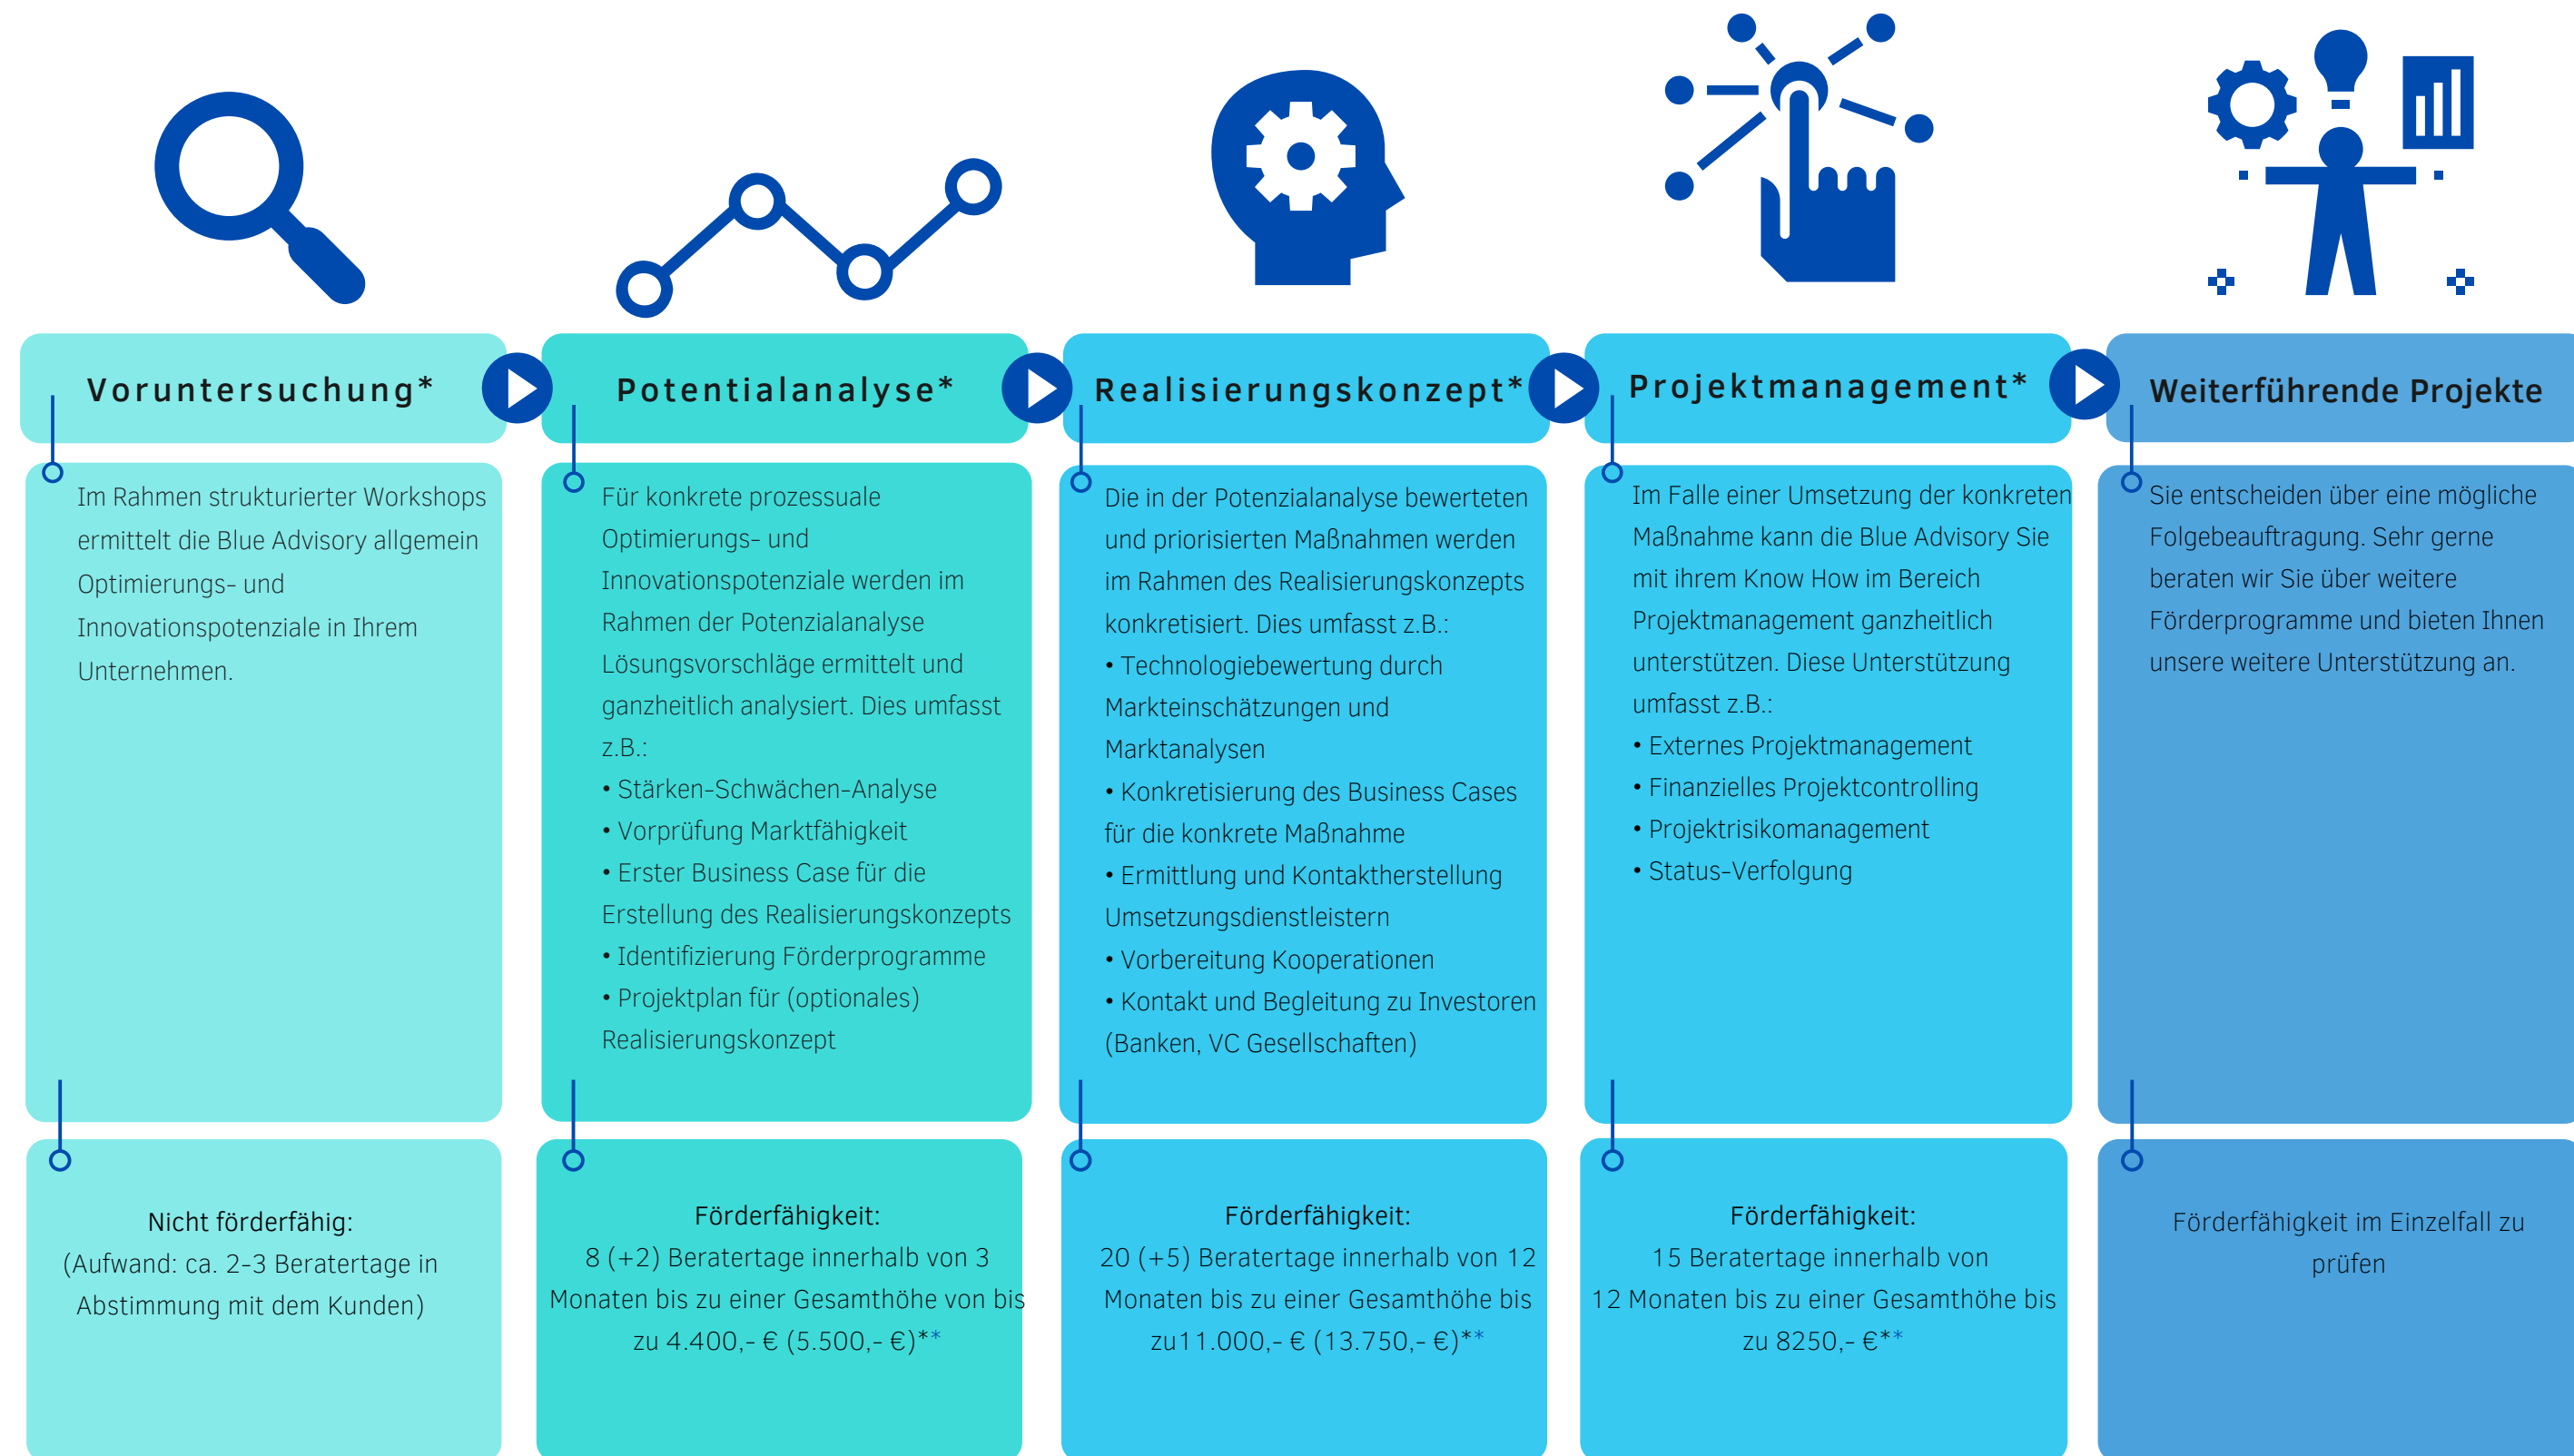 Voruntersuchung*
Im Rahmen strukturierter Workshops
ermittelt die Blue Advisory allgemein
Optimierungs- und
Innovationspotenziale in Ihrem
Unternehmen.
Nicht förderfähig:
(Aufwand: ca. 2-3 Beratertage in
Abstimmung mit dem Kunden)
Potentialanalyse*
Für konkrete prozessuale
Optimierungs- und
Innovationspotenziale werden im
Rahmen der Potenzialanalyse
Lösungsvorschläge ermittelt und
ganzheitlich analysiert. Dies umfasst
z.B.:
• Stärken-Schwächen-Analyse
• Vorprüfung Marktfähigkeit
• Erster Business Case für die
Erstellung des Realisierungskonzepts
• Identifizierung Förderprogramme
• Projektplan für (optionales)
Realisierungskonzept
Förderfähigkeit:
8 (+2) Beratertage innerhalb von 3
Monaten bis zu einer Gesamthöhe von bis
zu 4.400,- € (5.500,- €)**
Realisierungskonzept*
Die in der Potenzialanalyse bewerteten
und priorisierten Maßnahmen werden
im Rahmen des Realisierungskonzepts
konkretisiert. Dies umfasst z.B.:
• Technologiebewertung durch
Markteinschätzungen und
Marktanalysen
• Konkretisierung des Business Cases
für die konkrete Maßnahme
• Ermittlung und Kontaktherstellung
Umsetzungsdienstleistern
• Vorbereitung Kooperationen
• Kontakt und Begleitung zu Investoren
(Banken, VC Gesellschaften)
Förderfähigkeit:
20 (+5) Beratertage innerhalb von 12
Monaten bis zu einer Gesamthöhe bis
zu11.000,- € (13.750,- €)**
Projektmanagement*
Im Falle einer Umsetzung der konkreten
Maßnahme kann die Blue Advisory Sie
mit ihrem Know How im Bereich
Projektmanagement ganzheitlich
unterstützen. Diese Unterstützung
umfasst z.B.:
• Externes Projektmanagement
• Finanzielles Projektcontrolling
• Projektrisikomanagement
• Status-Verfolgung
Förderfähigkeit:
15 Beratertage innerhalb von
12 Monaten bis zu einer Gesamthöhe bis
zu 8250,- €**
Weiterführende Projekte
Sie entscheiden über eine mögliche
Folgebeauftragung. Sehr gerne
beraten wir Sie über weitere
Förderprogramme und bieten Ihnen
unsere weitere Unterstützung an.
Förderfähigkeit im Einzelfall zu
prüfen